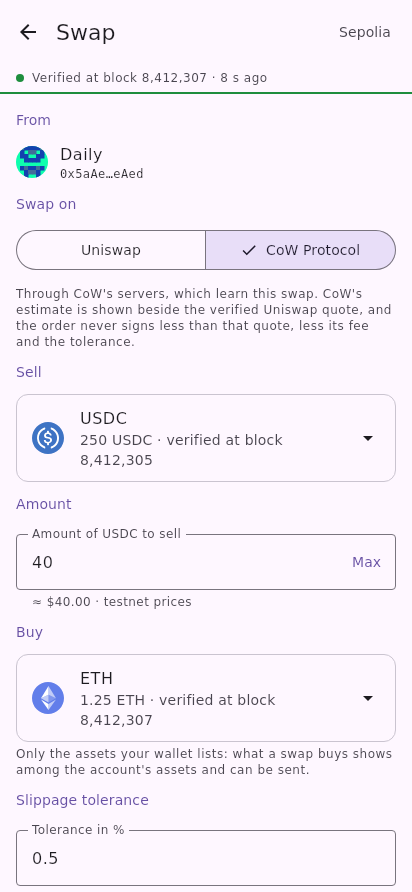 Swap
Sepolia
Verified at block 8,412,307 · 8 s ago
From
Daily
0x5aAe…eAed
Swap on
Uniswap
CoW Protocol
Through CoW's servers, which learn this swap. CoW's
estimate is shown beside the verified Uniswap quote, and
the order never signs less than that quote, less its fee
and the tolerance.
Sell
USDC
250 USDC · verified at block
8,412,305
Amount
Amount of USDC to sell
40
Max
≈ $40.00 · testnet prices
Buy
ETH
1.25 ETH · verified at block
8,412,307
Only the assets your wallet lists: what a swap buys shows
among the account's assets and can be sent.
Slippage tolerance
Tolerance in %
0.5